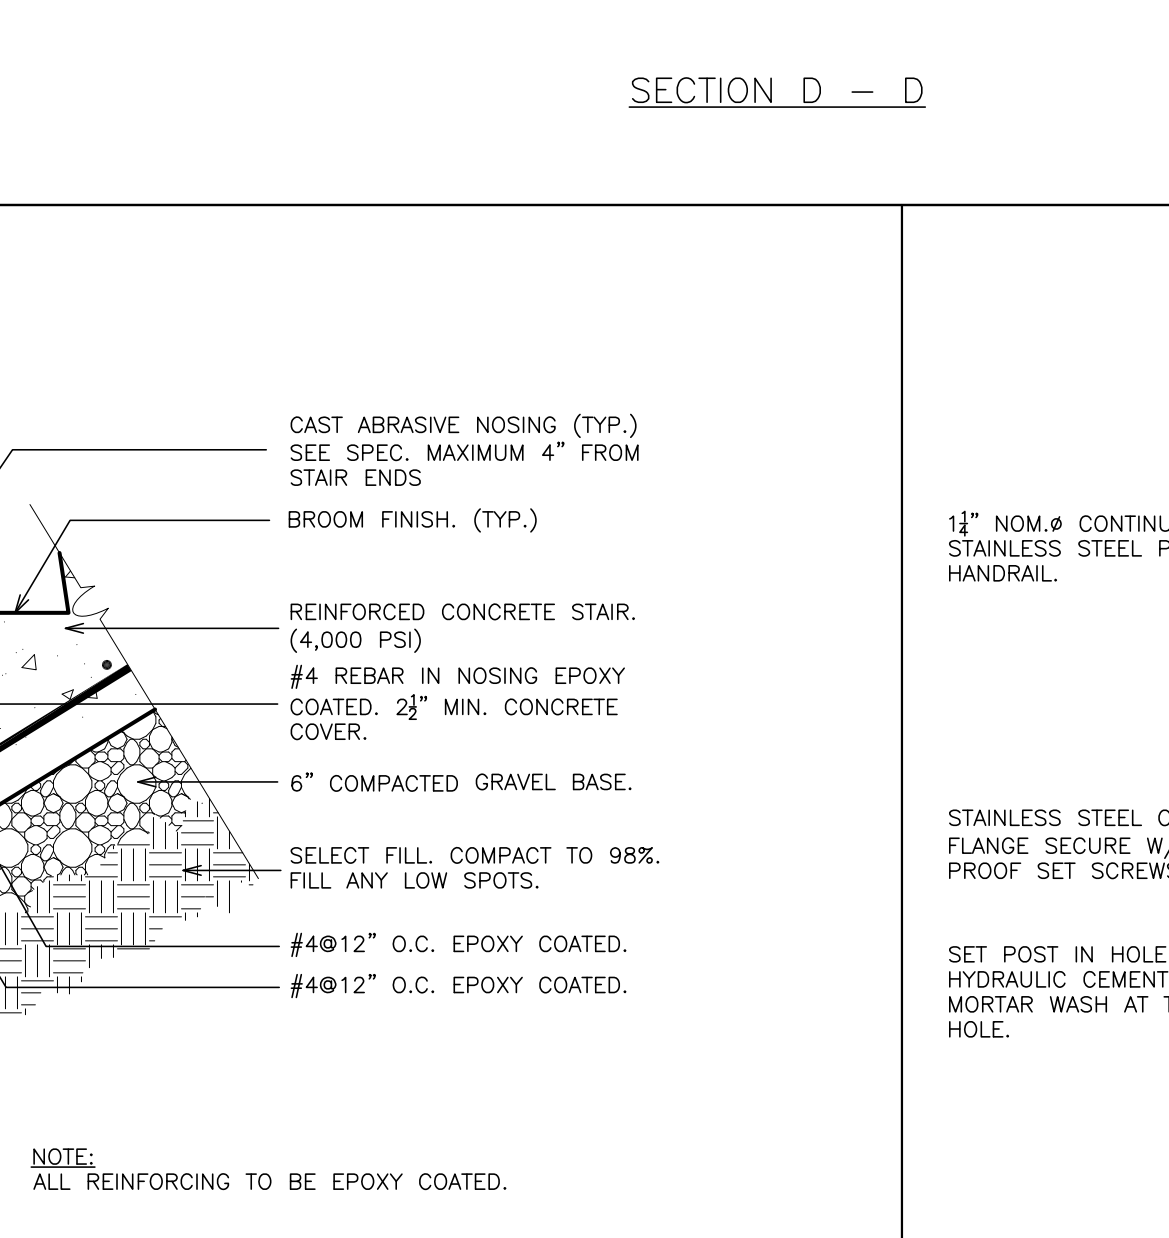 SECTION D – D
CAST ABRASIVE NOSING (TYP.)
SEE SPEC. MAXIMUM 4" FROM
STAIR ENDS
BROOM FINISH. (TYP.)
REINFORCED CONCRETE STAIR.
(4,000 PSI)
#4 REBAR IN NOSING EPOXY
COATED. 2½" MIN. CONCRETE
COVER.
6" COMPACTED GRAVEL BASE.
SELECT FILL. COMPACT TO 98%.
FILL ANY LOW SPOTS.
#4@12" O.C. EPOXY COATED.
#4@12" O.C. EPOXY COATED.
NOTE:
ALL REINFORCING TO BE EPOXY COATED.
1¼" NOM.ø
STAINLESS STEEL
HANDRAIL.
STAINLESS STEEL
FLANGE SECURE W/
PROOF SET
SET POST IN HOLE
HYDRAULIC CEMENT
MORTAR WASH AT
HOLE.